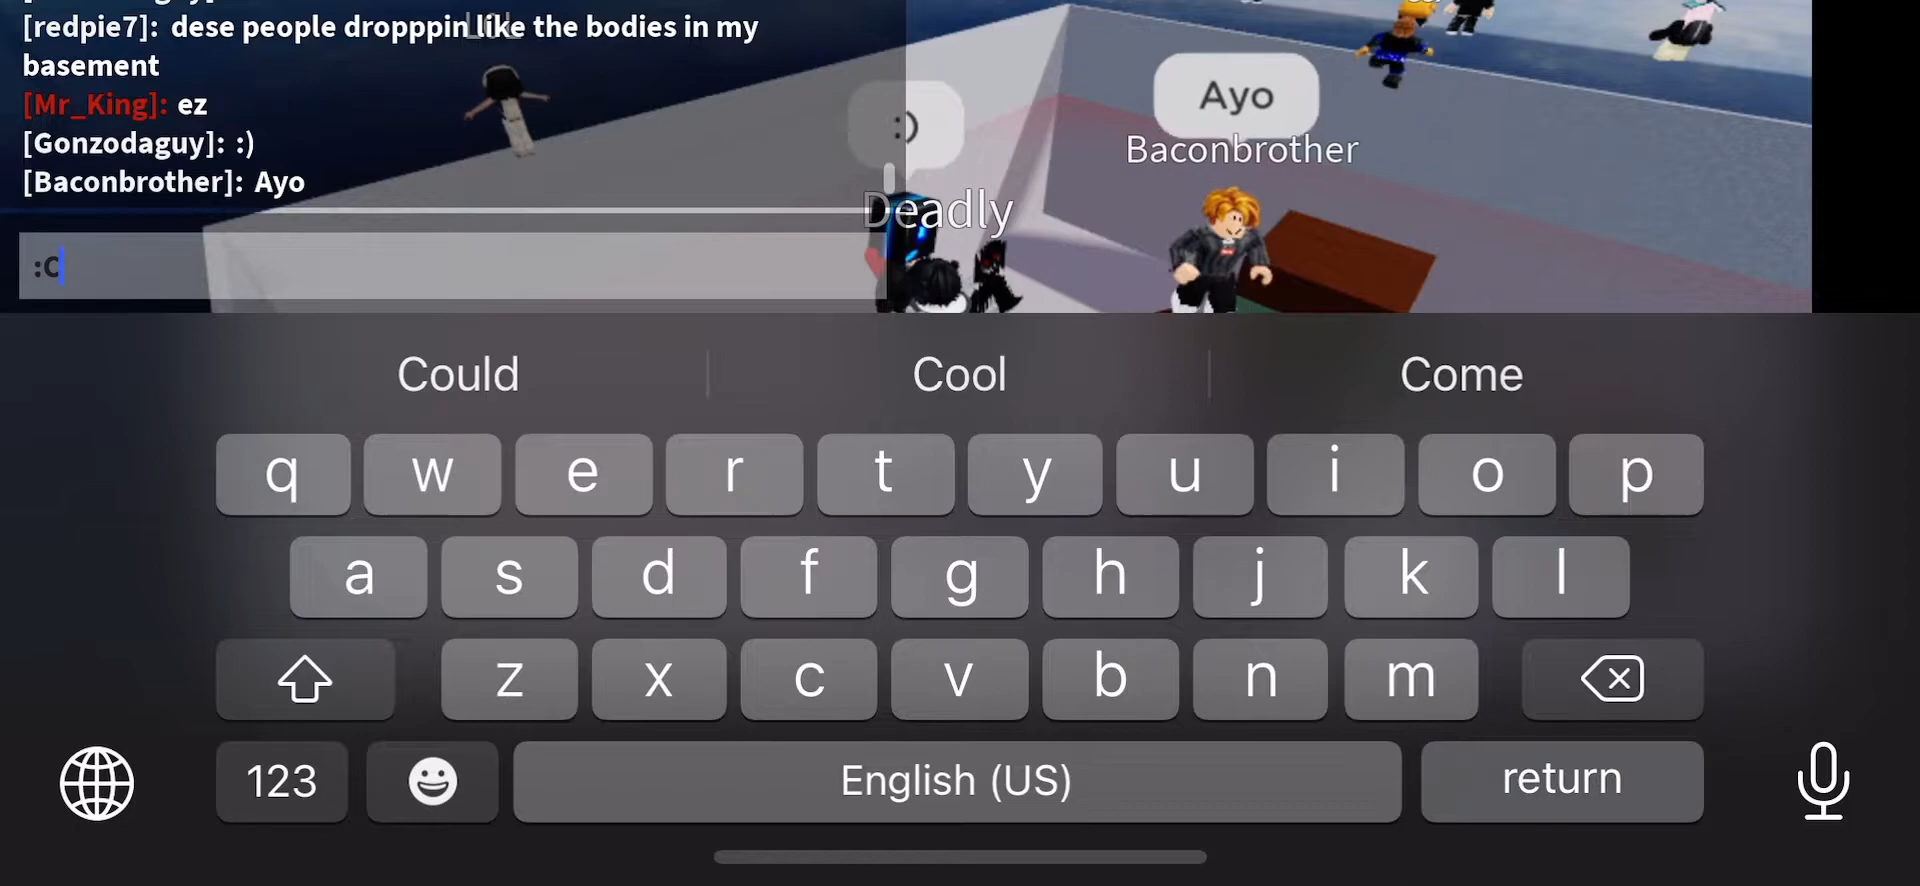 [redpie7]: dese people dropppin like the bodies in my
basement
[Mr_King]: ez
[Gonzodaguy]: :)
[Baconbrother]: Ayo
:)
Ayo
Baconbrother
Deadly
:C
Could
Cool
Come
q w e r t y u i o p
a s d f g h j k l
z x c v b n m
123
English (US)
return